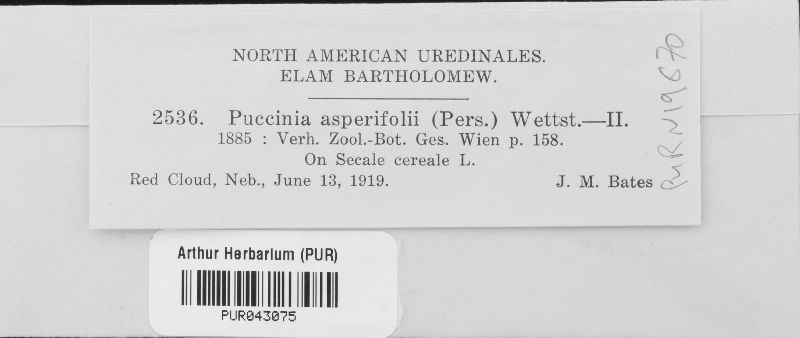 NORTH AMERICAN UREDINALES.
ELAM BARTHOLOMEW.
2536. Puccinia asperifolii (Pers.) Wettst.—II.
1885 : Verh. Zool.-Bot. Ges. Wien p. 158.
On Secale cereale L.
Red Cloud, Neb., June 13, 1919. J. M. Bates
PUR N19670
Arthur Herbarium (PUR)
PUR043075